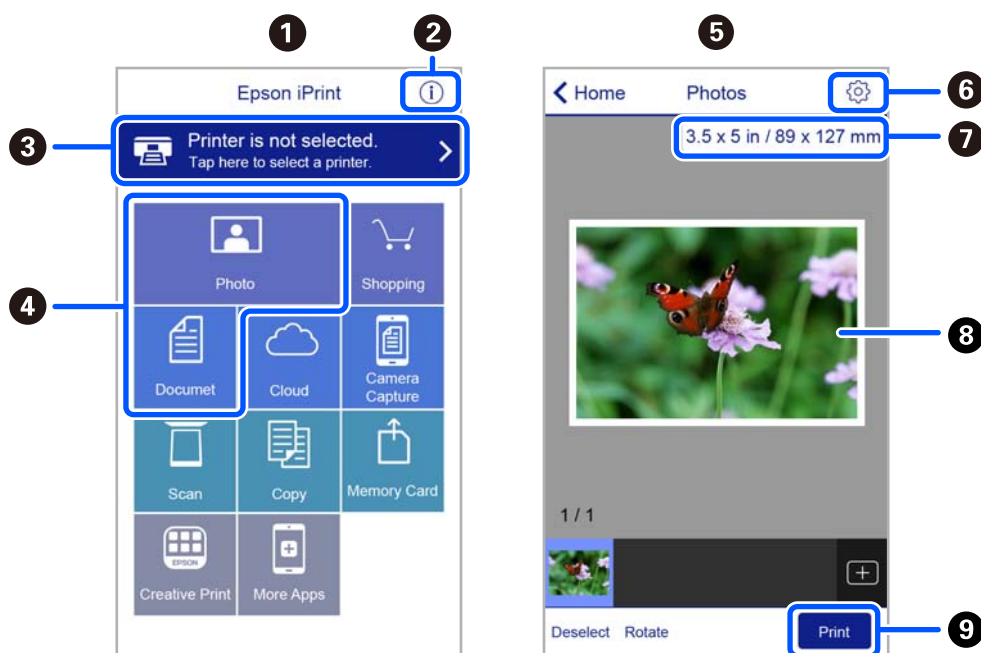 1
2
Epson iPrint
i
3
Printer is not selected.
Tap here to select a printer.
4
Photo
Shopping
Documet
Cloud
Camera
Capture
Scan
Copy
Memory Card
EPSON
Creative Print
More Apps
5
Home
Photos
6
3.5 x 5 in / 89 x 127 mm
7
8
1 / 1
Deselect
Rotate
Print
9